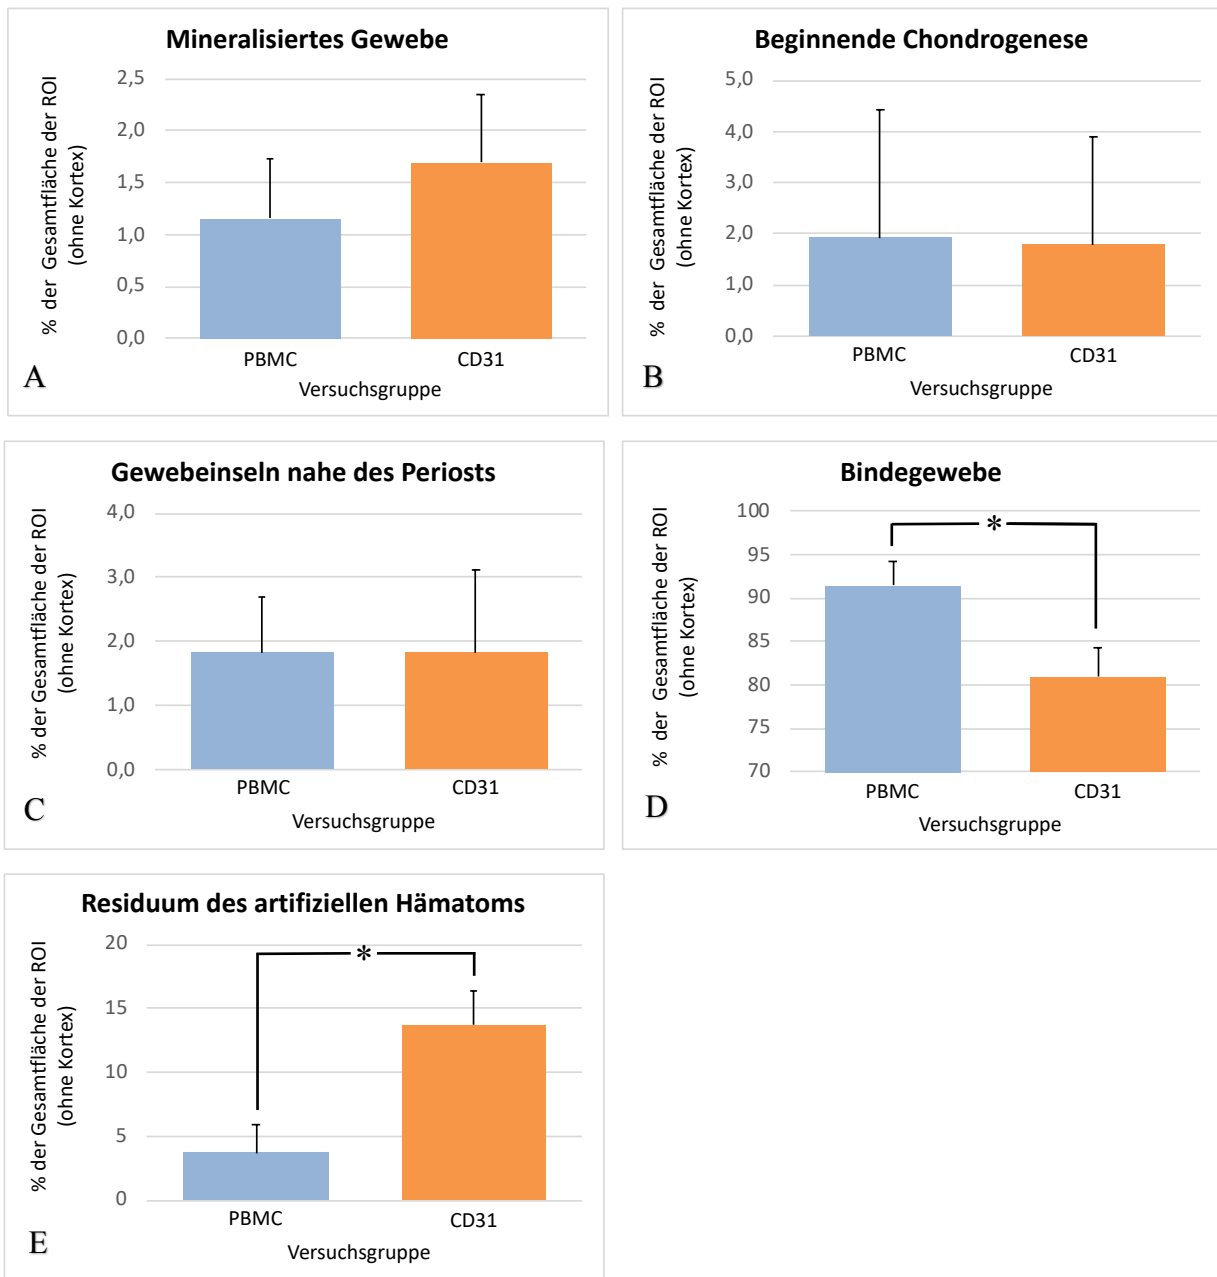 Mineralisiertes Gewebe
% der Gesamtfläche der ROI
(ohne Kortex)
2,5
2,0
1,5
1,0
0,5
0,0
PBMC CD31
Versuchsgruppe
A
Beginnende Chondrogenese
% der Gesamtfläche der ROI
(ohne Kortex)
5,0
4,0
3,0
2,0
1,0
0,0
PBMC CD31
Versuchsgruppe
B
Gewebeinseln nahe des Periosts
% der Gesamtfläche der ROI
(ohne Kortex)
4,0
3,0
2,0
1,0
0,0
PBMC CD31
Versuchsgruppe
C
Bindegewebe
% der Gesamtfläche der ROI
(ohne Kortex)
100
95
90
85
80
75
70
*
PBMC CD31
Versuchsgruppe
D
Residuum des artifiziellen Hämatoms
% der Gesamtfläche der ROI
(ohne Kortex)
20
15
10
5
0
*
PBMC CD31
Versuchsgruppe
E